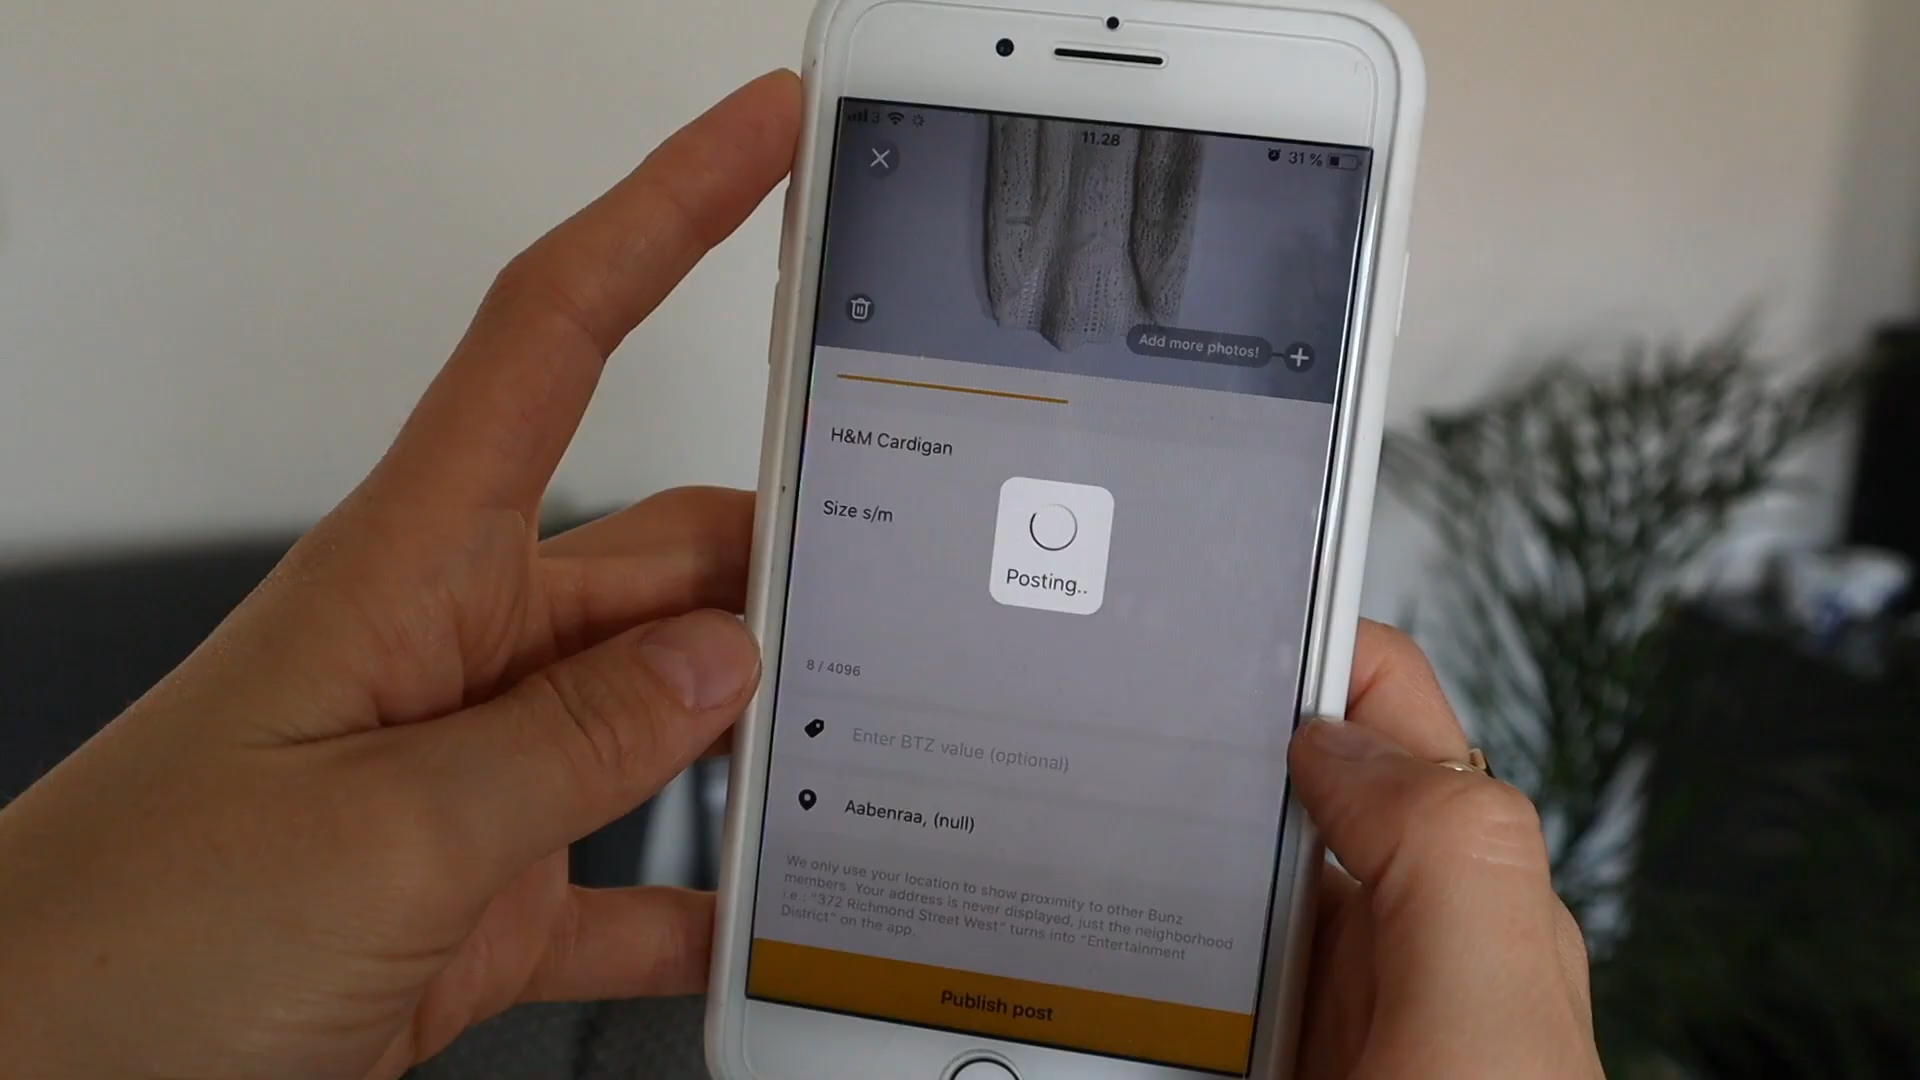 3
11.28
31 %
Add more photos!
H&M Cardigan
Size s/m
Posting..
8 / 4096
Enter BTZ value (optional)
Aabenraa, (null)
We only use your location to show proximity to other Bunz
members. Your address is never displayed, just the neighborhood
i.e.: "372 Richmond Street West" turns into "Entertainment
District" on the app.
Publish post